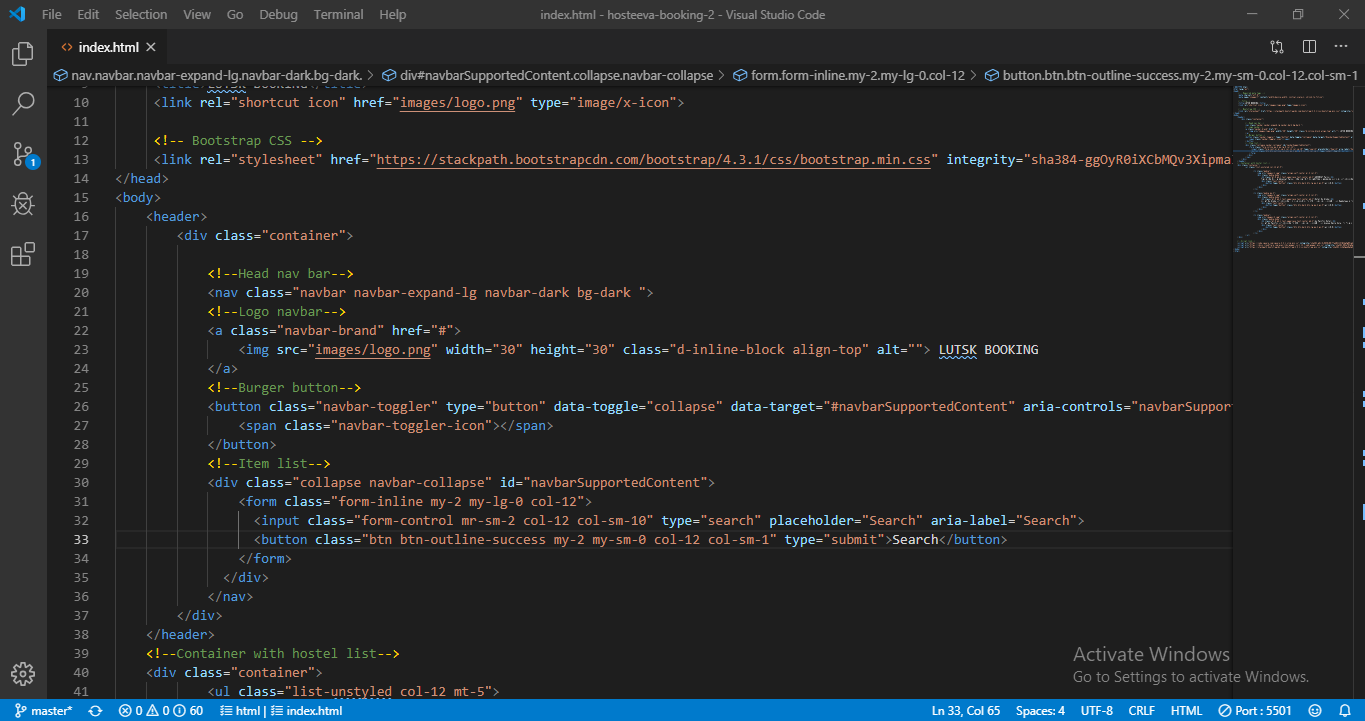 File Edit Selection View Go Debug Terminal Help index.html - hosteeva-booking-2 - Visual Studio Code
index.html
nav.navbar.navbar-expand-lg.navbar-dark.bg-dark. > div#navbarSupportedContent.collapse.navbar-collapse > form.form-inline.my-2.my-lg-0.col-12 > button.btn.btn-outline-success.my-2.my-sm-0.col-12.col-sm-1
10 <link rel="shortcut icon" href="images/logo.png" type="image/x-icon">
11
12 <!-- Bootstrap CSS -->
13 <link rel="stylesheet" href="https://stackpath.bootstrapcdn.com/bootstrap/4.3.1/css/bootstrap.min.css" integrity="sha384-ggOyR0iXCbMQv3Xipma
14 </head>
15 <body>
16 <header>
17 <div class="container">
18
19 <!--Head nav bar-->
20 <nav class="navbar navbar-expand-lg navbar-dark bg-dark ">
21 <!--Logo navbar-->
22 <a class="navbar-brand" href="#">
23 <img src="images/logo.png" width="30" height="30" class="d-inline-block align-top" alt=""> LUTSK BOOKING
24 </a>
25 <!--Burger button-->
26 <button class="navbar-toggler" type="button" data-toggle="collapse" data-target="#navbarSupportedContent" aria-controls="navbarSuppor
27 <span class="navbar-toggler-icon"></span>
28 </button>
29 <!--Item list-->
30 <div class="collapse navbar-collapse" id="navbarSupportedContent">
31 <form class="form-inline my-2 my-lg-0 col-12">
32 <input class="form-control mr-sm-2 col-12 col-sm-10" type="search" placeholder="Search" aria-label="Search">
33 <button class="btn btn-outline-success my-2 my-sm-0 col-12 col-sm-1" type="submit">Search</button>
34 </form>
35 </div>
36 </nav>
37 </div>
38 </header>
39 <!--Container with hostel list-->
40 <div class="container">
41 <ul class="list-unstyled col-12 mt-5">
Activate Windows
Go to Settings to activate Windows.
1
master* 0 0 60 html | index.html Ln 33, Col 65 Spaces: 4 UTF-8 CRLF HTML Port : 5501